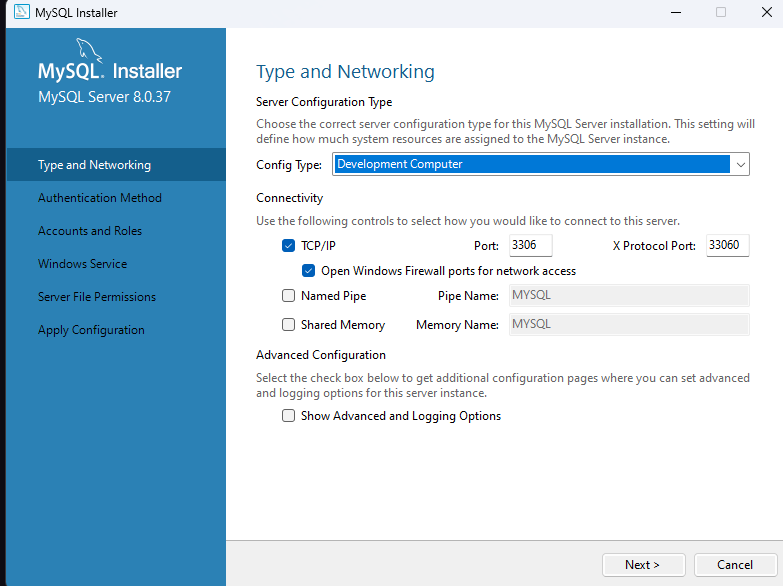 MySQL Installer
MySQL. Installer
MySQL Server 8.0.37
Type and Networking
Authentication Method
Accounts and Roles
Windows Service
Server File Permissions
Apply Configuration
Type and Networking
Server Configuration Type
Choose the correct server configuration type for this MySQL Server installation. This setting will
define how much system resources are assigned to the MySQL Server instance.
Config Type: Development Computer
Connectivity
Use the following controls to select how you would like to connect to this server.
TCP/IP Port: 3306 X Protocol Port: 33060
Open Windows Firewall ports for network access
Named Pipe Pipe Name: MYSQL
Shared Memory Memory Name: MYSQL
Advanced Configuration
Select the check box below to get additional configuration pages where you can set advanced
and logging options for this server instance.
Show Advanced and Logging Options
Next > Cancel